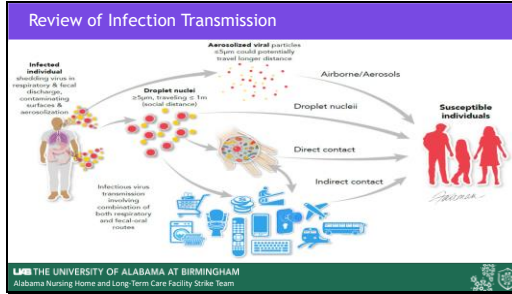 Review of Infection Transmission
Aerosolized viral particles
≤5μm could potentially
travel longer distance
Infected
individual
shedding virus in
respiratory & fecal
discharge,
contaminating
surfaces &
aerosolization
Droplet nuclei
≥5μm, traveling ≤ 1m
(social distance)
Airborne/Aerosols
Droplet nucleii
Direct contact
Indirect contact
Susceptible
individuals
Infectious virus
transmission
involving
combination of
both respiratory
and fecal-oral
routes
UAB THE UNIVERSITY OF ALABAMA AT BIRMINGHAM
Alabama Nursing Home and Long-Term Care Facility Strike Team